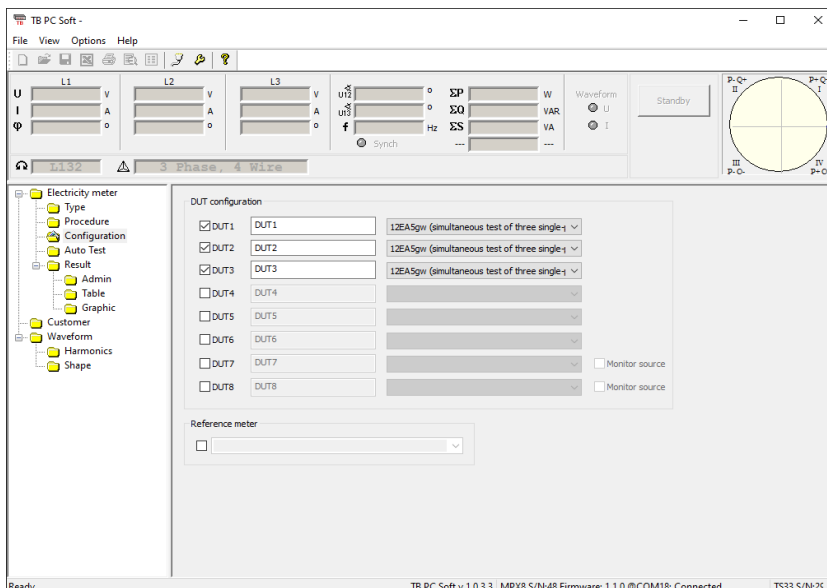 TB PC Soft -
File View Options Help
L1 L2 L3
U V V V U12 ° ΣP W Waveform
I A A A U13 ° ΣQ VAR U
φ ° ° ° f Hz ΣS VA I
Synch --- ---
Standby
P- Q+ P+ Q+
II I
III IV
P- Q- P+ Q
L132 3 Phase, 4 Wire
Electricity meter
Type
Procedure
Configuration
Auto Test
Result
Admin
Table
Graphic
Customer
Waveform
Harmonics
Shape
DUT configuration
DUT1 DUT1 12EA5gw (simultaneous test of three single-
DUT2 DUT2 12EA5gw (simultaneous test of three single-
DUT3 DUT3 12EA5gw (simultaneous test of three single-
DUT4 DUT4
DUT5 DUT5
DUT6 DUT6
DUT7 DUT7 Monitor source
DUT8 DUT8 Monitor source
Reference meter
Ready TB PC Soft v 1.0.3.3 MPX8 S/N:48 Firmware: 1.1.0 @COM18: Connected TS33 S/N:29